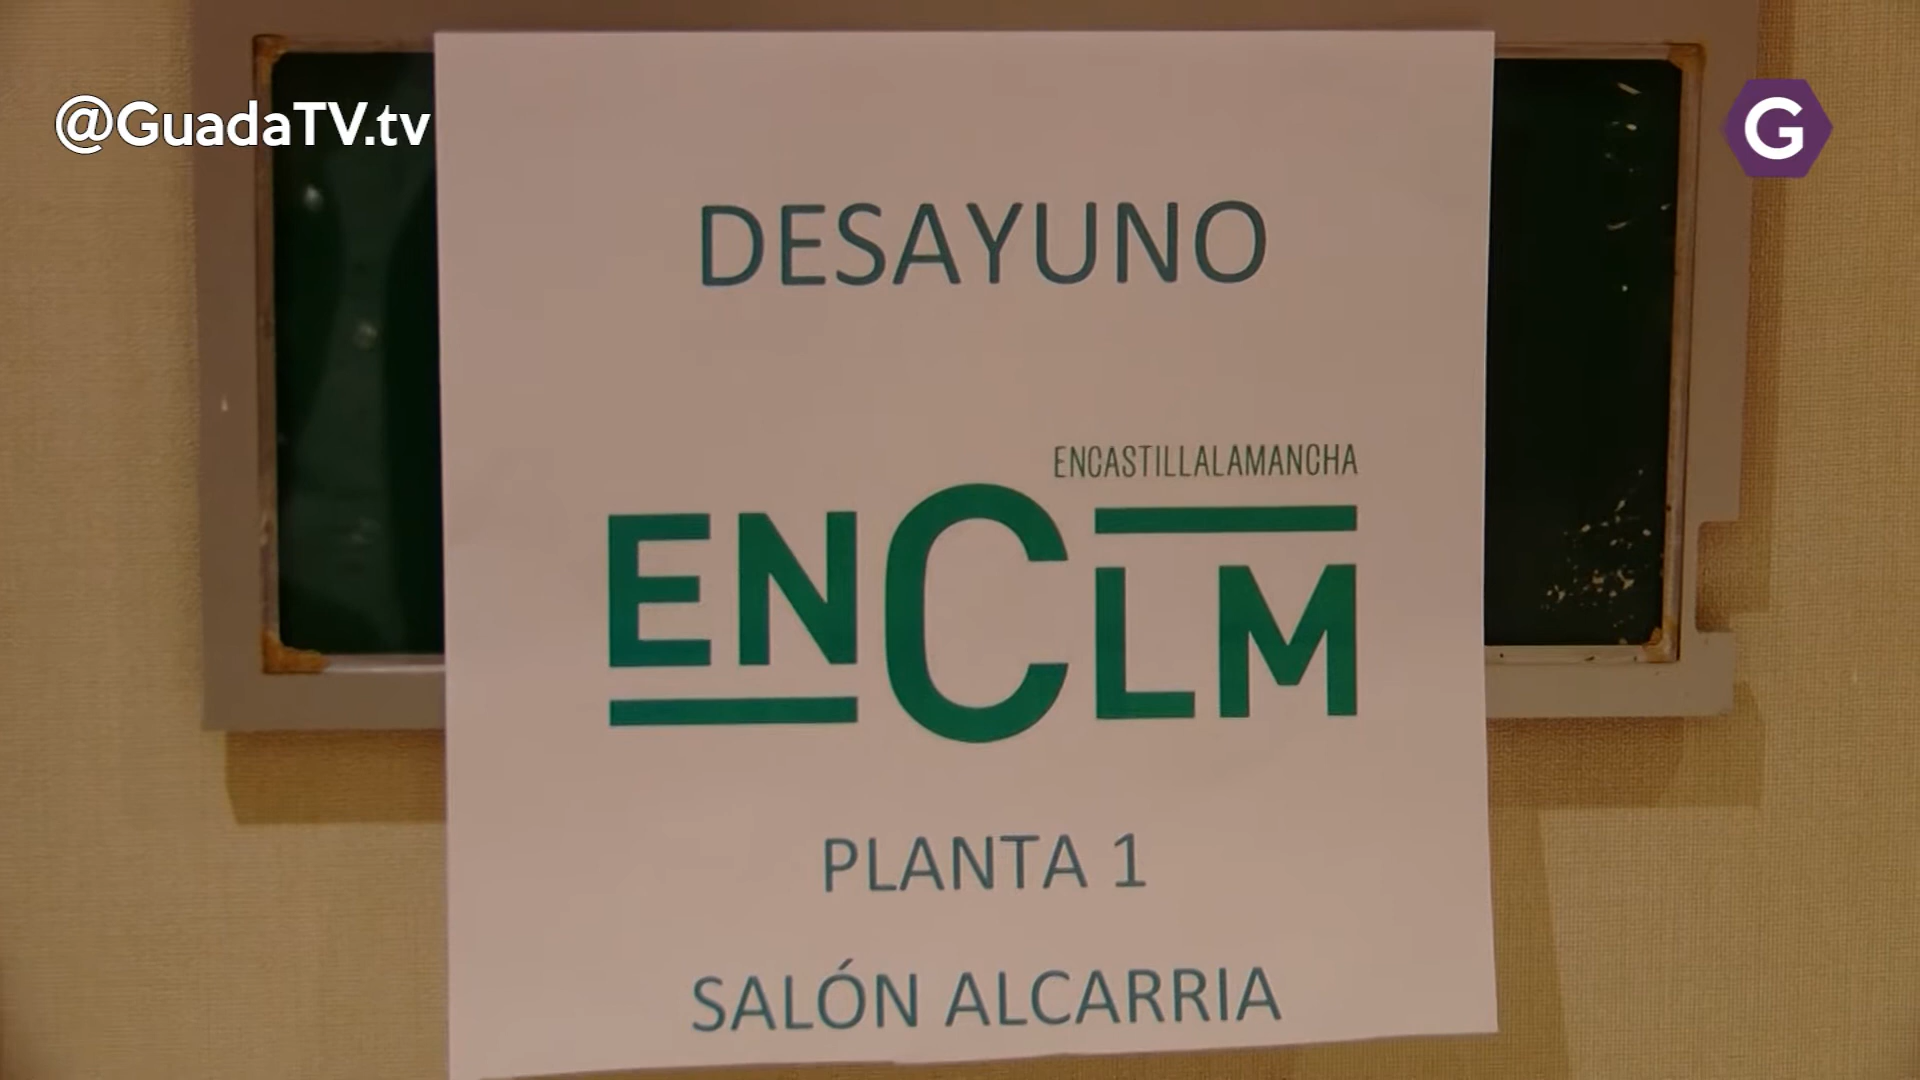 @GuadaTV.tv
G
DESAYUNO
ENCASTILLALAMANCHA
ENCLM
PLANTA 1
SALÓN ALCARRIA